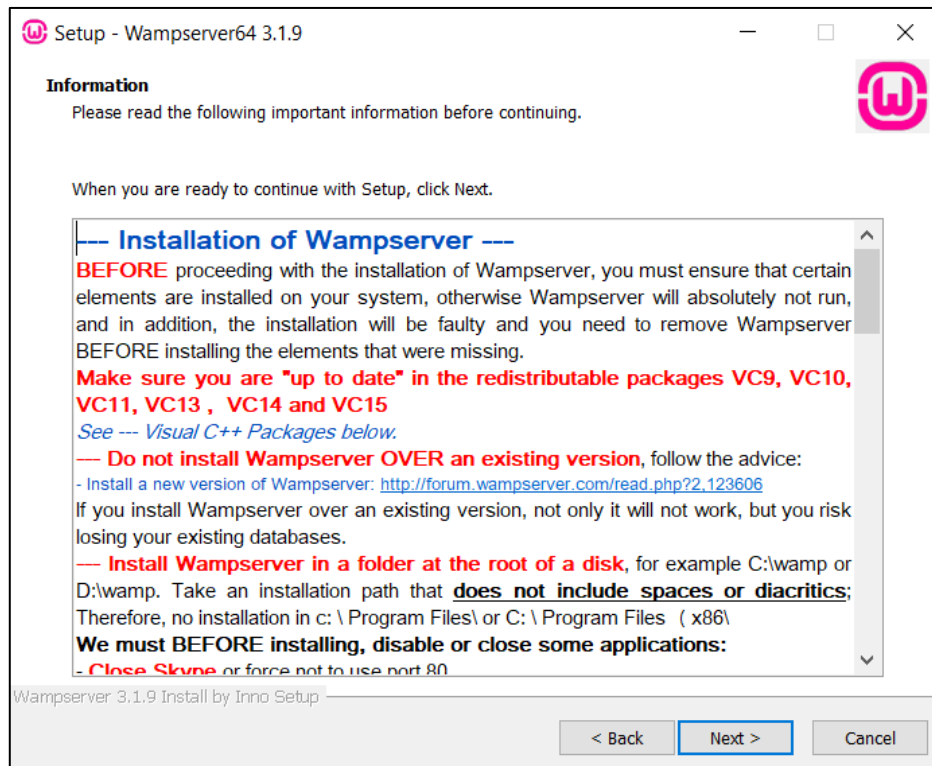 Setup - Wampserver64 3.1.9
Information
Please read the following important information before continuing.
When you are ready to continue with Setup, click Next.
--- Installation of Wampserver ---
BEFORE proceeding with the installation of Wampserver, you must ensure that certain
elements are installed on your system, otherwise Wampserver will absolutely not run,
and in addition, the installation will be faulty and you need to remove Wampserver
BEFORE installing the elements that were missing.
Make sure you are "up to date" in the redistributable packages VC9, VC10,
VC11, VC13 , VC14 and VC15
See --- Visual C++ Packages below.
--- Do not install Wampserver OVER an existing version, follow the advice:
- Install a new version of Wampserver: http://forum.wampserver.com/read.php?2,123606
If you install Wampserver over an existing version, not only it will not work, but you risk
losing your existing databases.
--- Install Wampserver in a folder at the root of a disk, for example C:\wamp or
D:\wamp. Take an installation path that does not include spaces or diacritics;
Therefore, no installation in c: \ Program Files\ or C: \ Program Files ( x86\
We must BEFORE installing, disable or close some applications:
- Close Skype or force not to use port 80
Wampserver 3.1.9 Install by Inno Setup
< Back
Next >
Cancel